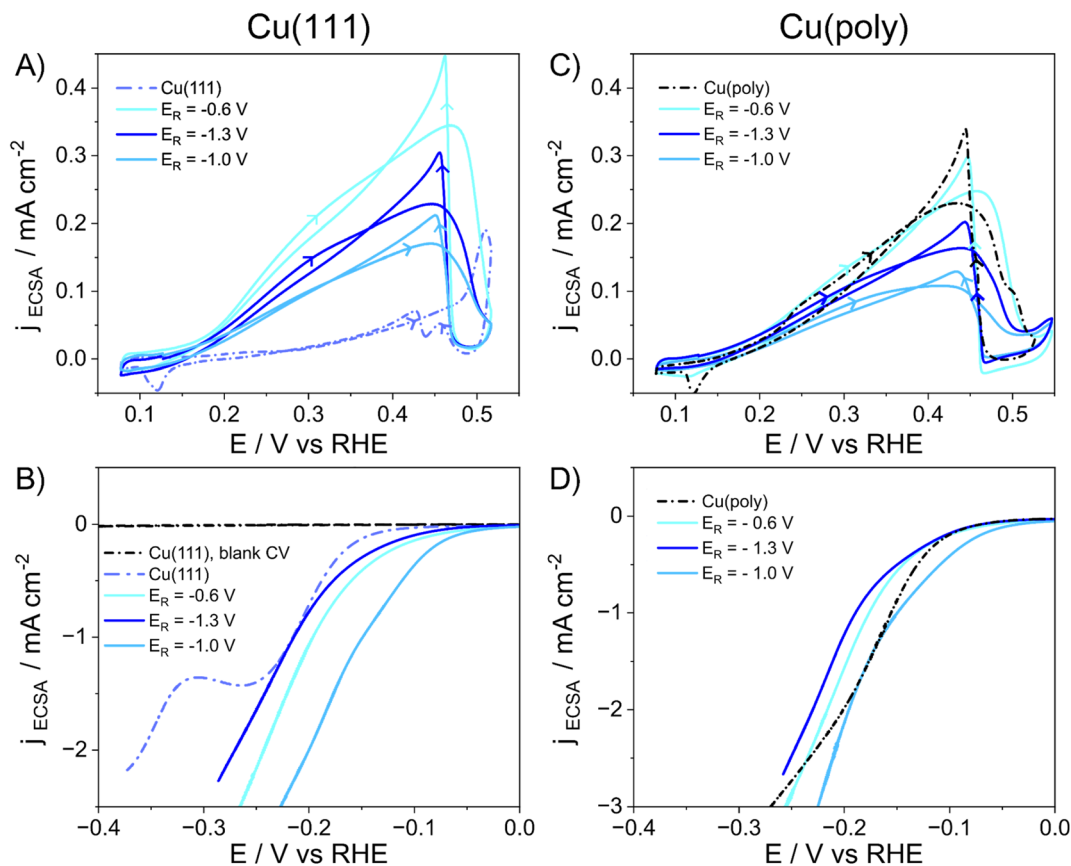 Cu(111)
Cu(poly)
A)
Cu(111)
E_R = -0.6 V
E_R = -1.3 V
E_R = -1.0 V
0.4
0.3
0.2
0.1
0.0
j ECSA / mA cm⁻²
0.1 0.2 0.3 0.4 0.5
E / V vs RHE
C)
Cu(poly)
E_R = -0.6 V
E_R = -1.3 V
E_R = -1.0 V
0.4
0.3
0.2
0.1
0.0
j ECSA / mA cm⁻²
0.1 0.2 0.3 0.4 0.5
E / V vs RHE
B)
Cu(111), blank CV
Cu(111)
E_R = -0.6 V
E_R = -1.3 V
E_R = -1.0 V
0
−1
−2
j ECSA / mA cm⁻²
−0.4 −0.3 −0.2 −0.1 0.0
E / V vs RHE
D)
Cu(poly)
E_R = - 0.6 V
E_R = - 1.3 V
E_R = - 1.0 V
0
−1
−2
−3
j ECSA / mA cm⁻²
−0.4 −0.3 −0.2 −0.1 0.0
E / V vs RHE